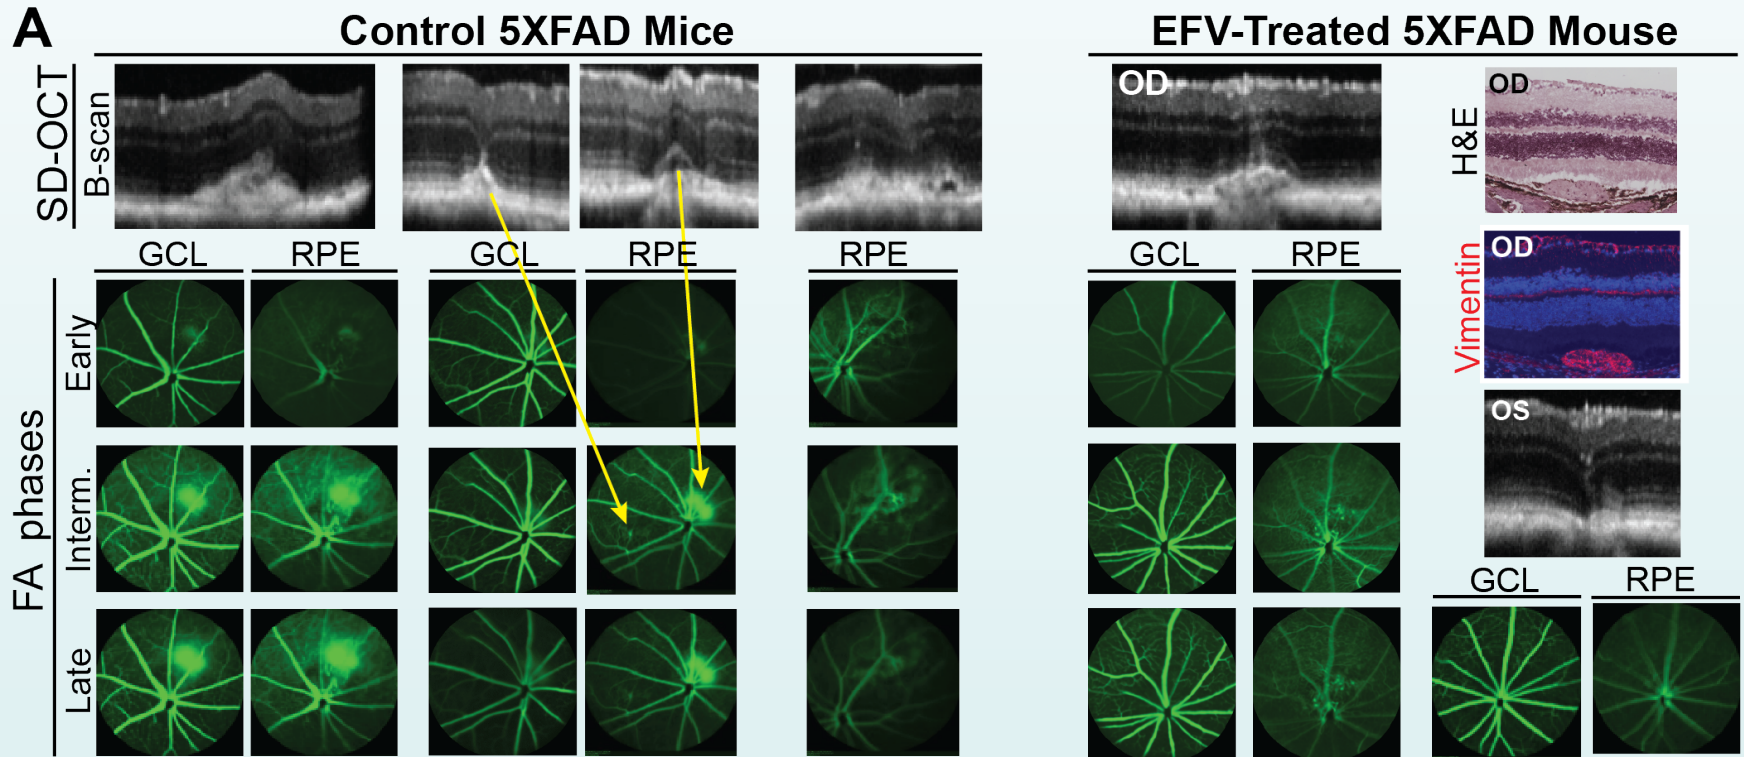 A
Control 5XFAD Mice
EFV-Treated 5XFAD Mouse
SD-OCT
B-scan
OD
H&E
OD
GCL
RPE
GCL
RPE
RPE
GCL
RPE
Vimentin
OD
FA phases
Early
Interm.
Late
OS
GCL
RPE